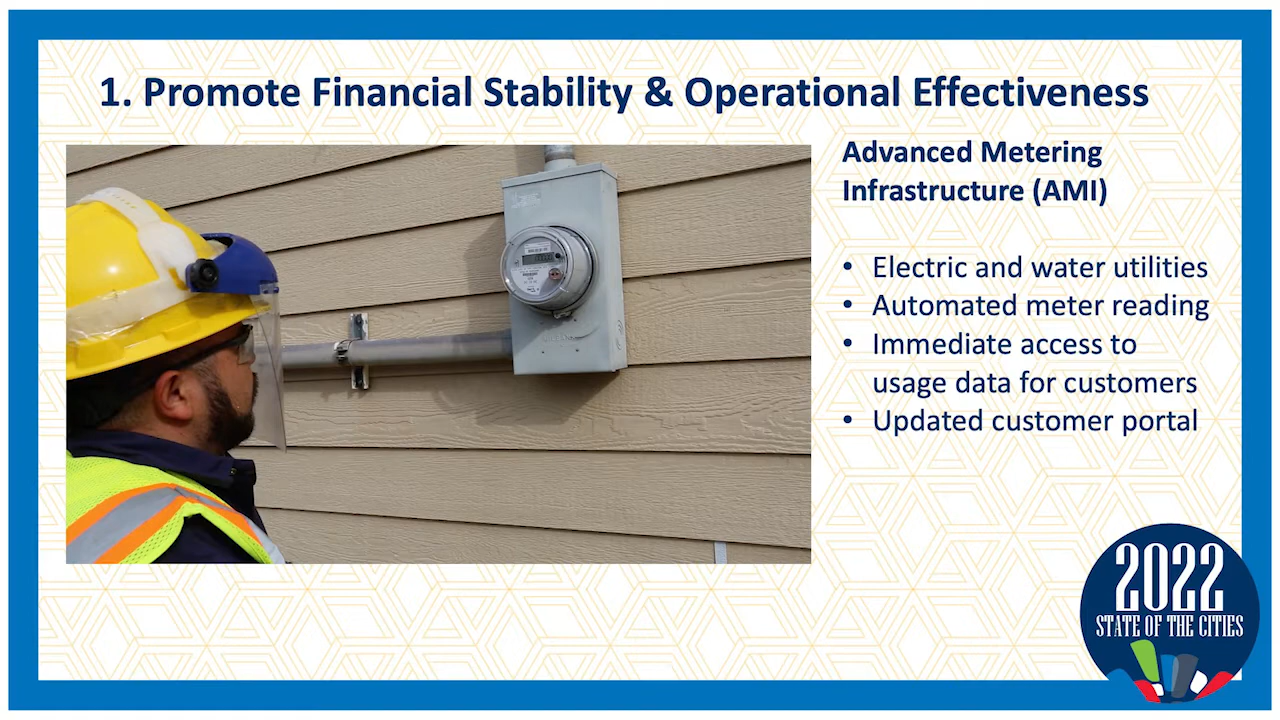 1. Promote Financial Stability & Operational Effectiveness
Advanced Metering
Infrastructure (AMI)
• Electric and water utilities
• Automated meter reading
• Immediate access to
usage data for customers
• Updated customer portal
2022
STATE OF THE CITIES